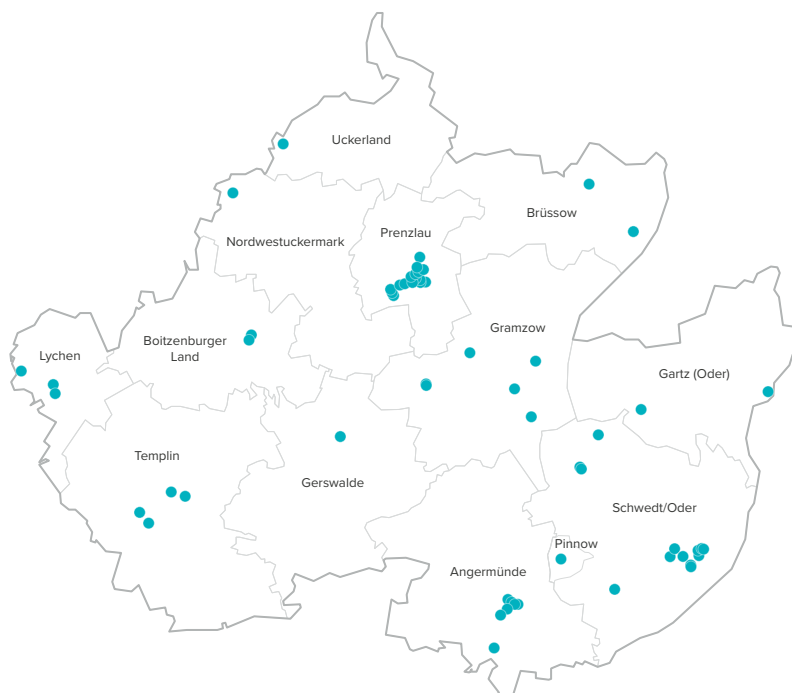 Uckerland
Brüssow
Prenzlau
Nordwestuckermark
Gramzow
Boitzenburger
Land
Lychen
Gartz (Oder)
Templin
Gerswalde
Schwedt/Oder
Pinnow
Angermünde